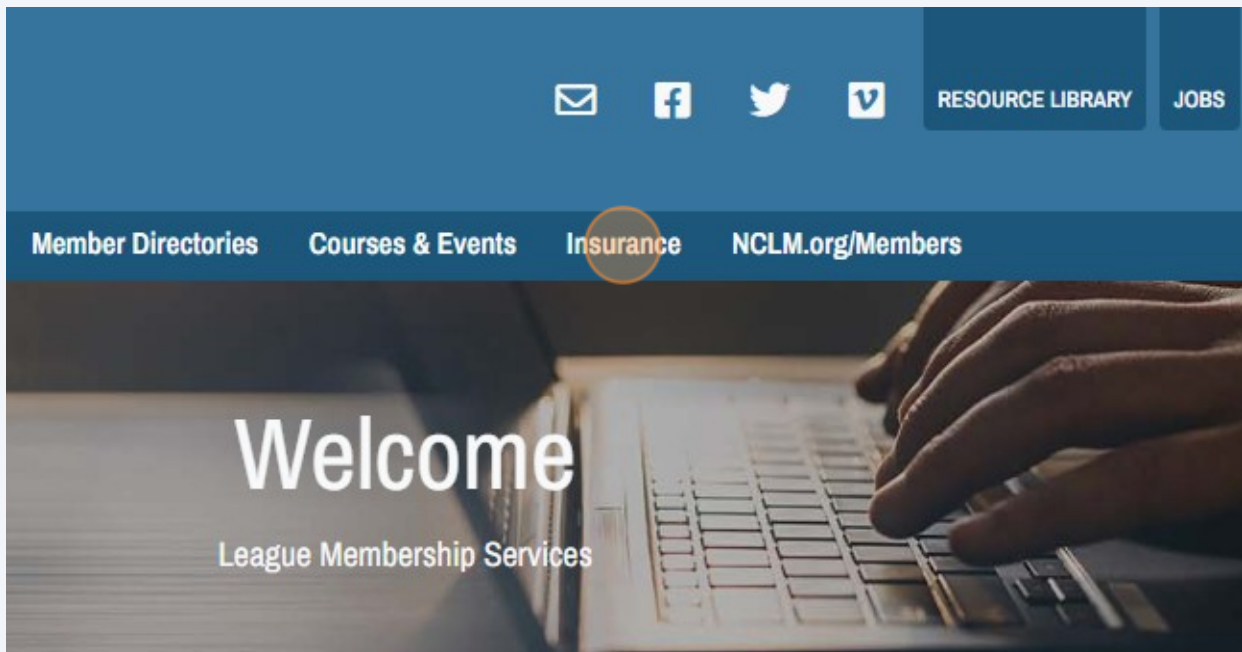 RESOURCE LIBRARY JOBS
Member Directories Courses & Events Insurance NCLM.org/Members
Welcome
League Membership Services